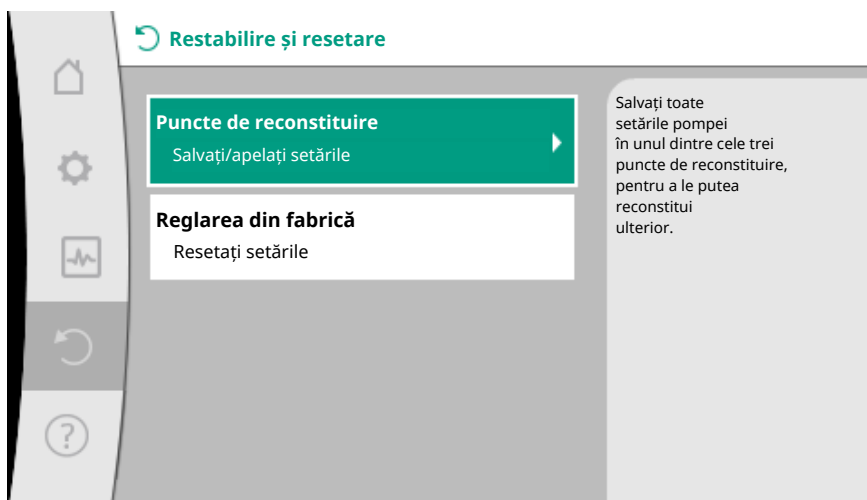 Restabilire și resetare
Puncte de reconstituire
Salvați/apelați setările
Reglarea din fabrică
Resetați setările
Salvați toate
setările pompei
în unul dintre cele trei
puncte de reconstituire,
pentru a le putea
reconstitui
ulterior.
?